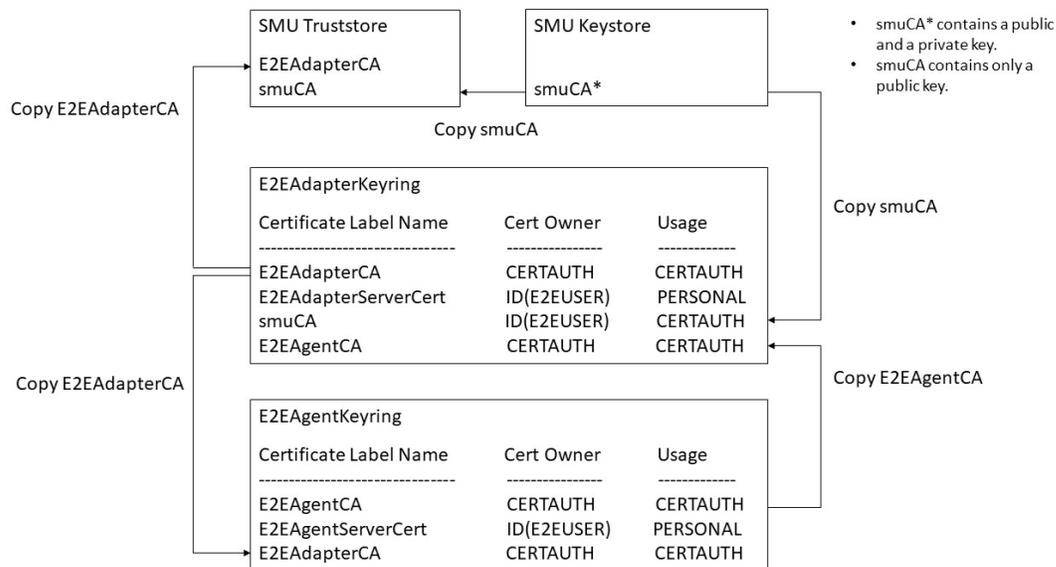 SMU Truststore
E2EAdapterCA
smuCA
SMU Keystore
smuCA*
• smuCA* contains a public
and a private key.
• smuCA contains only a
public key.
Copy E2EAdapterCA
Copy smuCA
Copy smuCA
E2EAdapterKeyring
Certificate Label Name Cert Owner Usage
--------------------------------- ---------------- -------------
E2EAdapterCA CERTAUTH CERTAUTH
E2EAdapterServerCert ID(E2EUSER) PERSONAL
smuCA ID(E2EUSER) CERTAUTH
E2EAgentCA CERTAUTH CERTAUTH
Copy E2EAdapterCA
Copy E2EAgentCA
E2EAgentKeyring
Certificate Label Name Cert Owner Usage
--------------------------------- ---------------- -------------
E2EAgentCA CERTAUTH CERTAUTH
E2EAgentServerCert ID(E2EUSER) PERSONAL
E2EAdapterCA CERTAUTH CERTAUTH